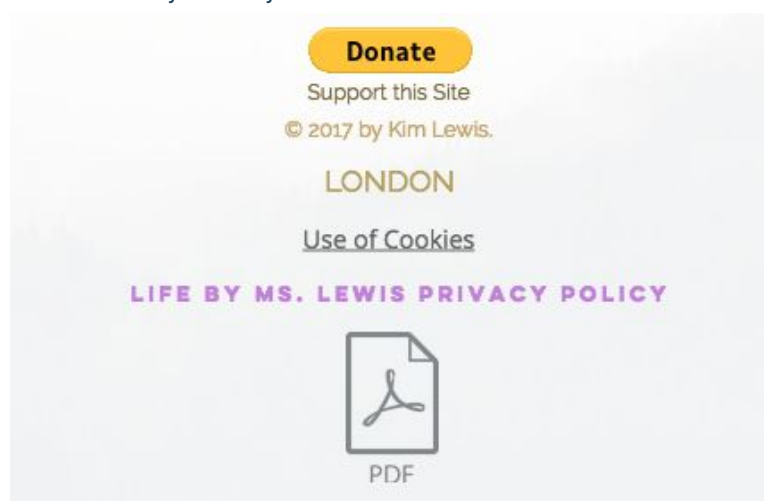 Donate
Support this Site
© 2017 by Kim Lewis.
LONDON
Use of Cookies
LIFE BY MS. LEWIS PRIVACY POLICY
PDF